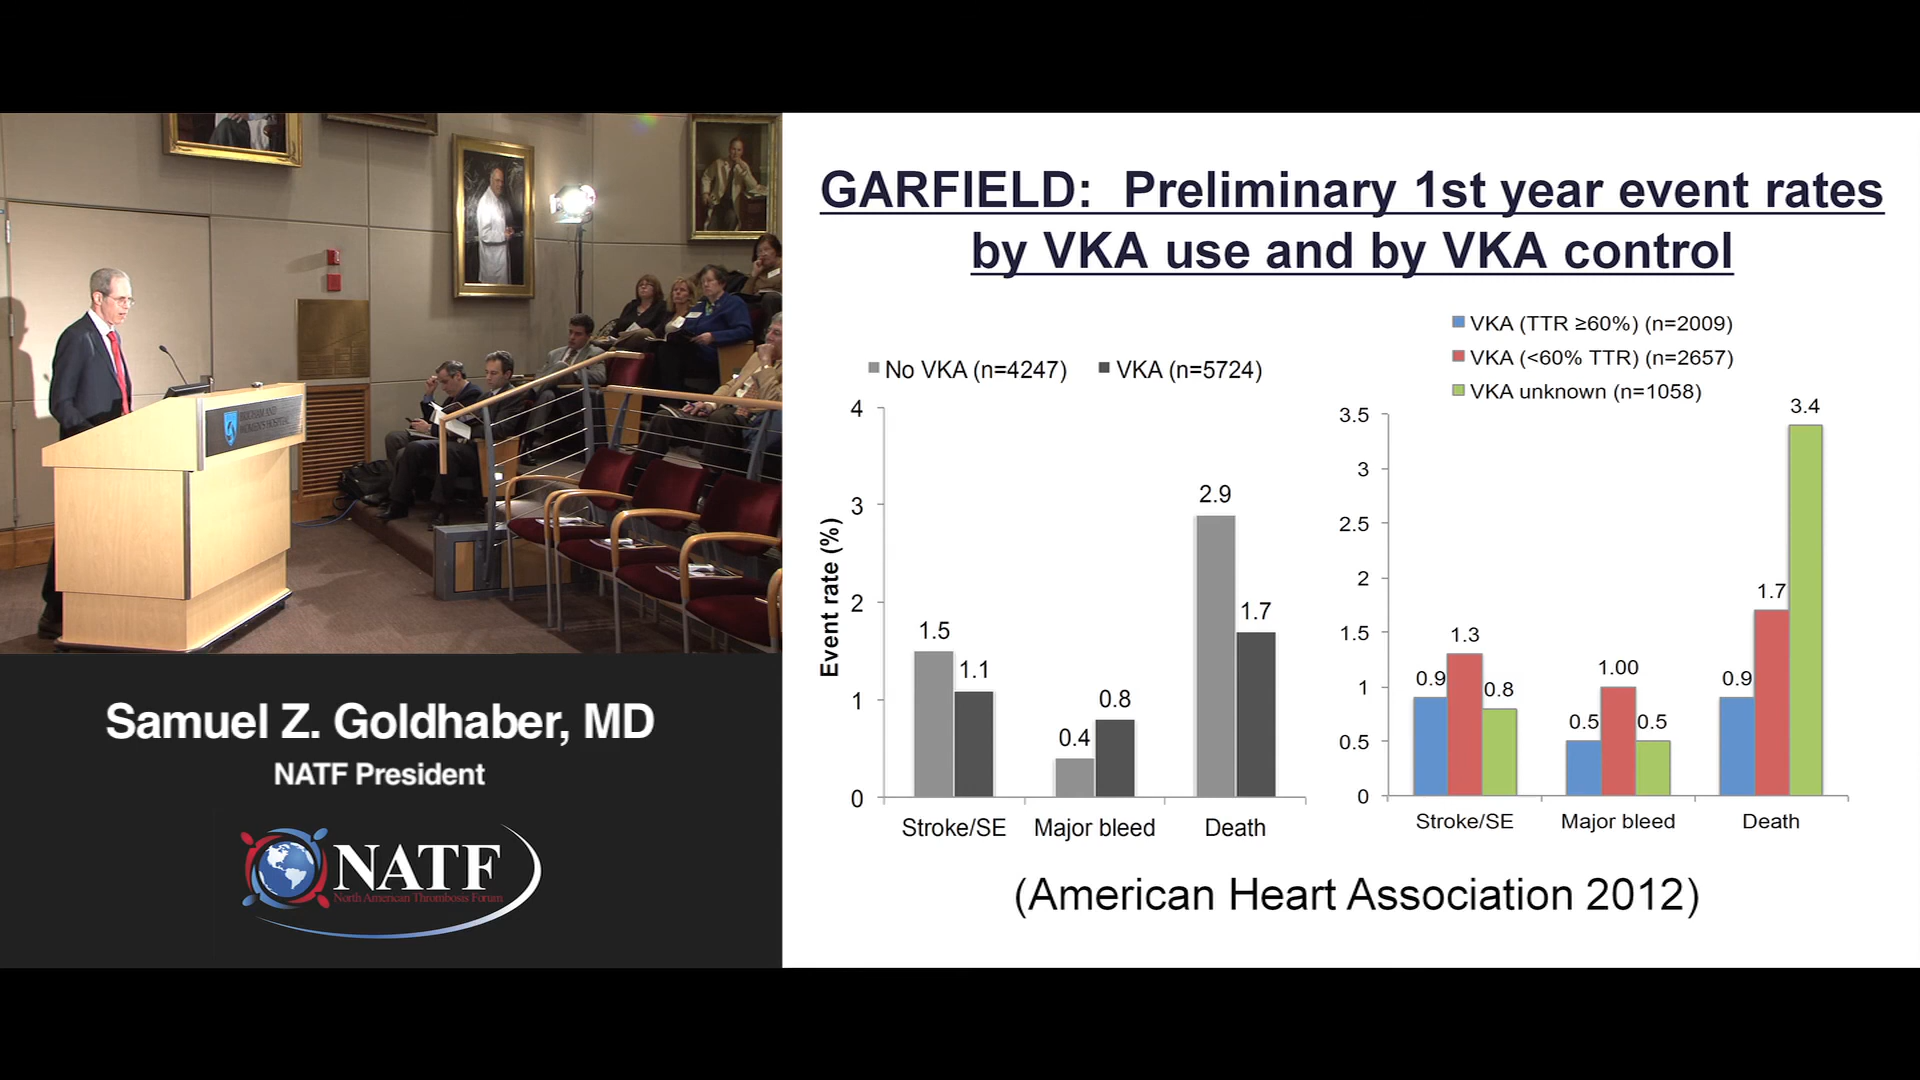 GARFIELD: Preliminary 1st year event rates
by VKA use and by VKA control
No VKA (n=4247)
VKA (n=5724)
Event rate (%)
4
3
2
1
0
1.5
1.1
0.4
0.8
2.9
1.7
Stroke/SE
Major bleed
Death
VKA (TTR ≥60%) (n=2009)
VKA (<60% TTR) (n=2657)
VKA unknown (n=1058)
3.5
3
2.5
2
1.5
1
0.5
0
0.9
1.3
0.8
0.5
1.00
0.5
0.9
1.7
3.4
Stroke/SE
Major bleed
Death
(American Heart Association 2012)
BRIGHAM AND
WOMEN'S HOSPITAL
Samuel Z. Goldhaber, MD
NATF President
NATF
North American Thrombosis Forum